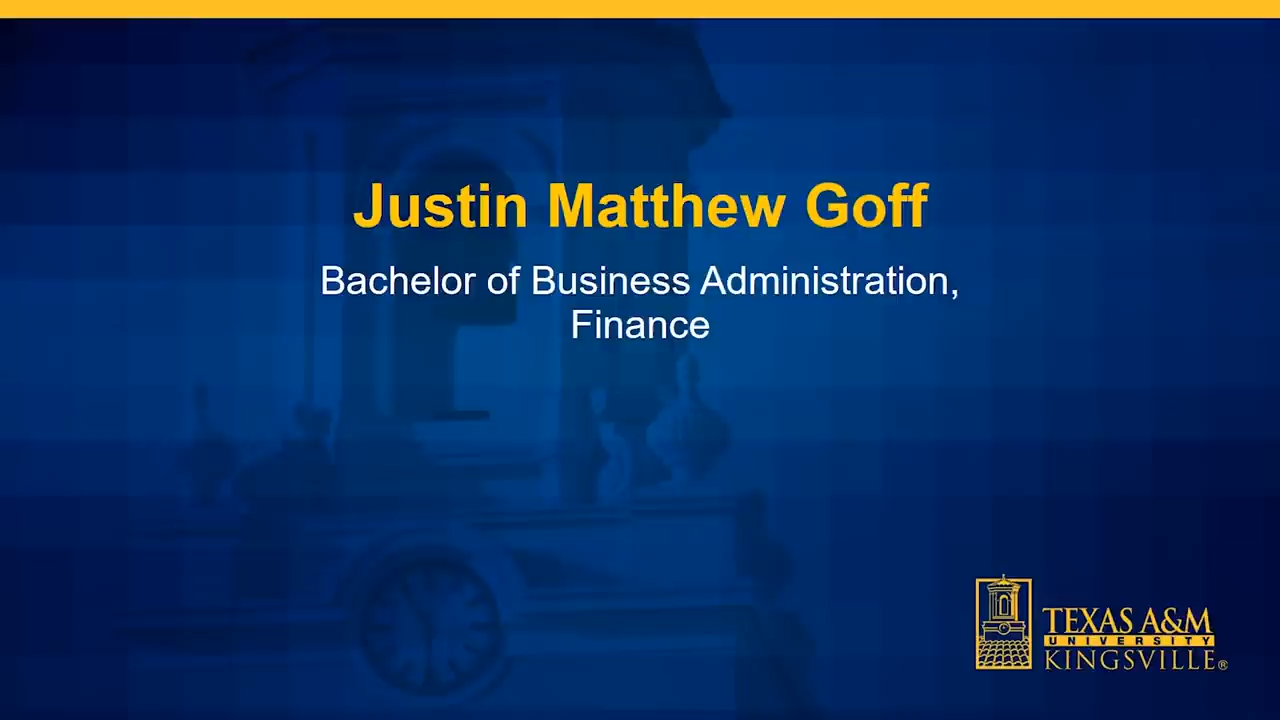 Justin Matthew Goff
Bachelor of Business Administration,
Finance
TEXAS A&M
UNIVERSITY
KINGSVILLE®